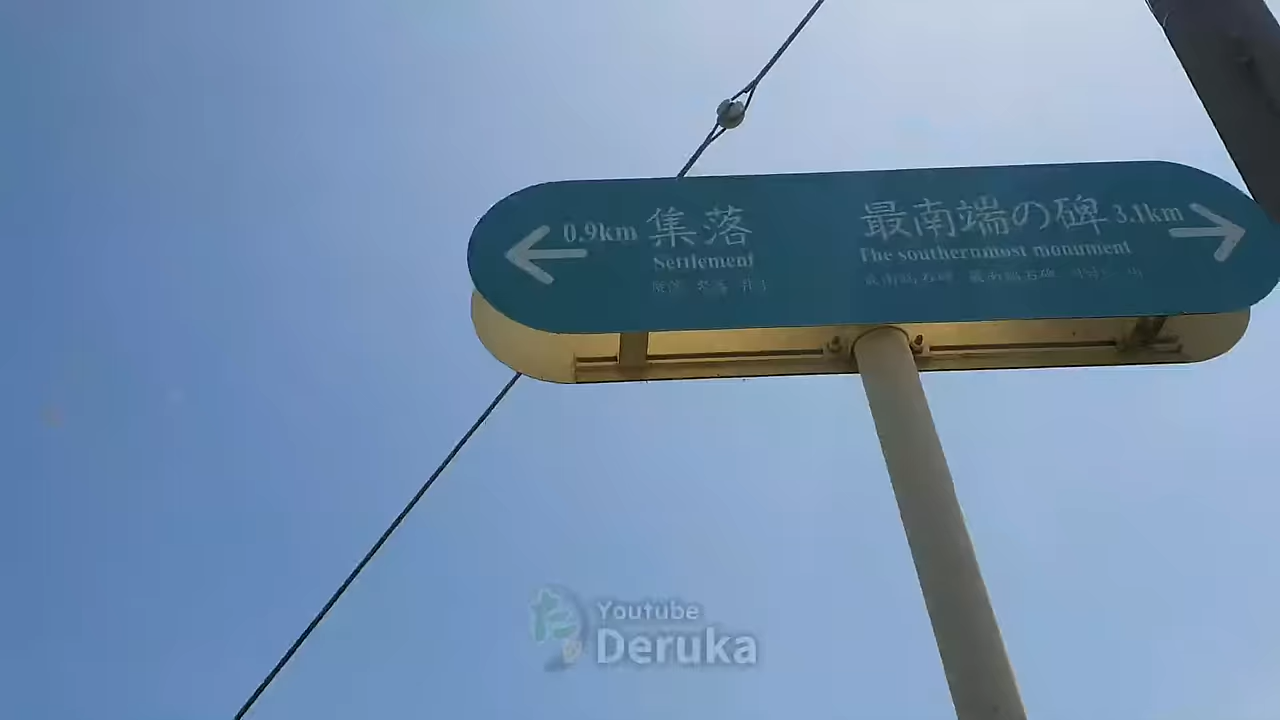 0.9km 集落
Settlement
最南端の碑 3.1km
The southernmost monument
Youtube
Deruka